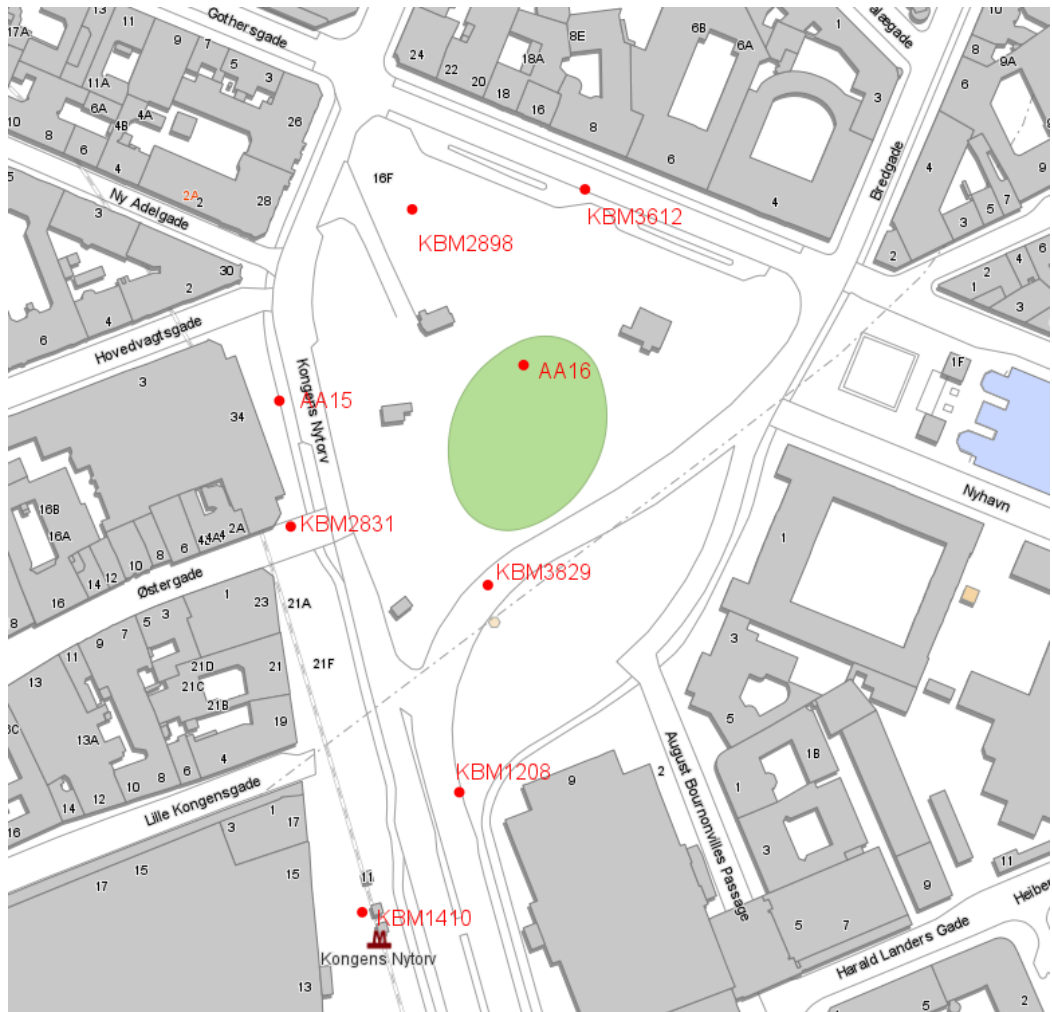 Gothersgade
13
11
9
7
5
3
17A
11A
6A
4A
4B
10
8
6
4
26
28
2A
2
Ny Adelgade
24
22
20
18
18A
16
8E
8
6B
6A
6
1
3
4
Bredgade
10
8
9A
6
4
9
3
5
7
2
16F
KBM2898
KBM3612
3
30
2
4
6
Hovedvagtsgade
2
4
6
1
3
1F
3
34
AA15
Kongens Nytorv
AA16
Nyhavn
16B
16A
2A
4
6
8
10
12
14
16
8
Østergade
KBM2831
KBM3829
1
1
23
3
5
7
9
11
13
21A
21F
21D
21C
21B
21
19
13A
4
6
8
10
12
14
16
Lille Kongensgade
3
5
1B
1
3
August Bournonvilles Passage
2
9
KBM1208
1
3
17
15
15
17
11
KBM1410
M
Kongens Nytorv
13
5
7
9
11
Harald Landers Gade
5
2